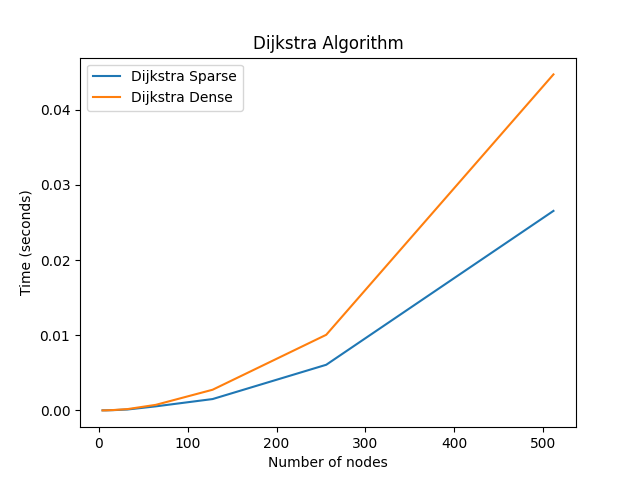 Dijkstra Algorithm
Dijkstra Sparse
Dijkstra Dense
0.04
0.03
0.02
0.01
0.00
Time (seconds)
0 100 200 300 400 500
Number of nodes